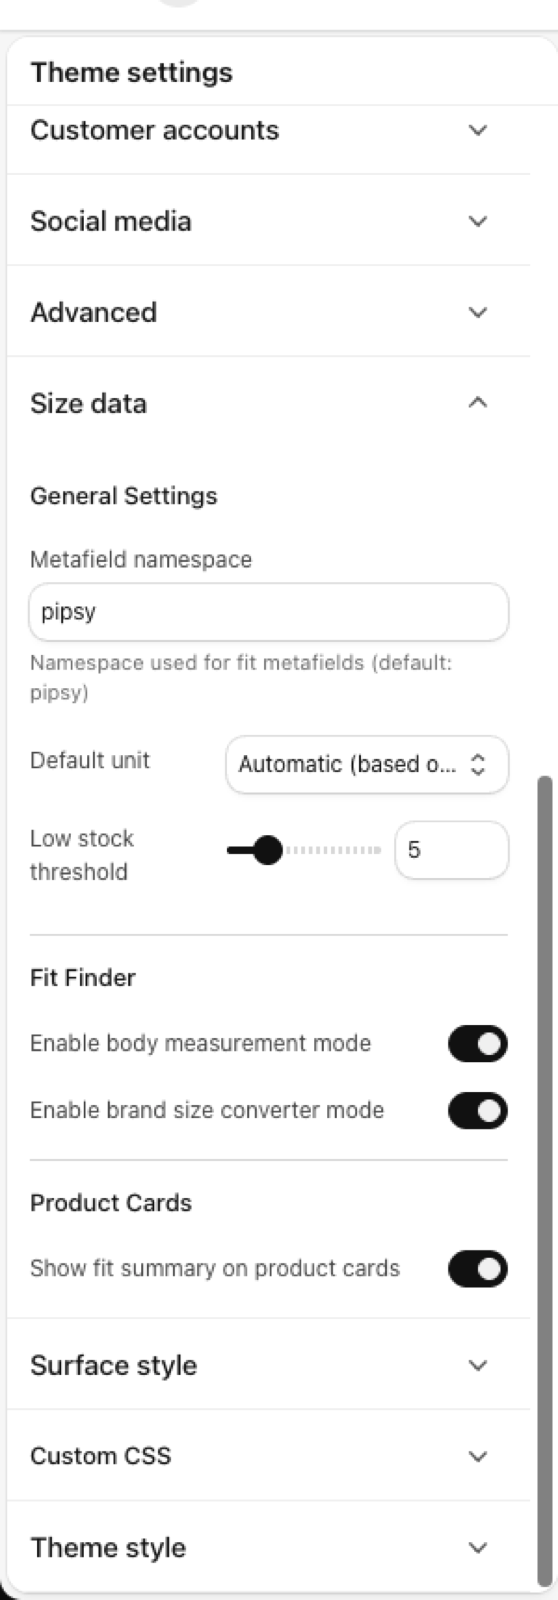 Theme settings
Customer accounts
Social media
Advanced
Size data
General Settings
Metafield namespace
pipsy
Namespace used for fit metafields (default:
pipsy)
Default unit
Automatic (based o...
Low stock
threshold
5
Fit Finder
Enable body measurement mode
Enable brand size converter mode
Product Cards
Show fit summary on product cards
Surface style
Custom CSS
Theme style